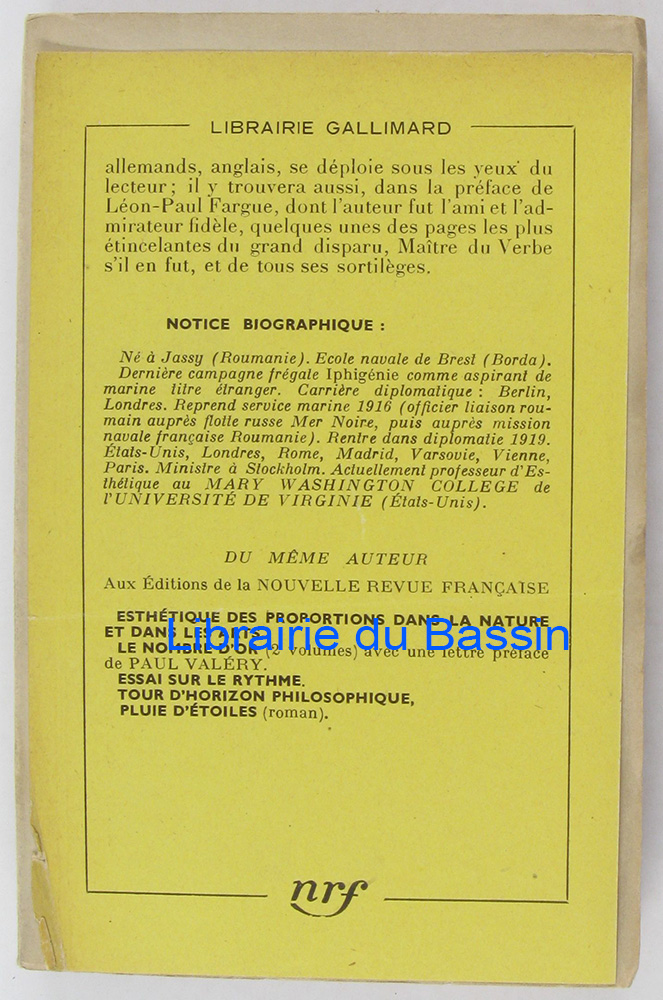 LIBRAIRIE GALLIMARD
allemands, anglais, se déploie sous les yeux du
lecteur; il y trouvera aussi, dans la préface de
Léon-Paul Fargue, dont l'auteur fut l'ami et l'ad-
mirateur fidèle, quelques unes des pages les plus
étincelantes du grand disparu, Maître du Verbe
s'il en fut, et de tous ses sortilèges.
NOTICE BIOGRAPHIQUE :
Né à Jassy (Roumanie). Ecole navale de Brest (Borda).
Dernière campagne frégale Iphigénie comme aspirant de
marine titre étranger. Carrière diplomatique : Berlin,
Londres. Reprend service marine 1916 (officier liaison rou-
main auprès flotte russe Mer Noire, puis auprès mission
navale française Roumanie). Rentre dans diplomatie 1919.
États-Unis, Londres, Rome, Madrid, Varsovie, Vienne,
Paris. Ministre à Stockholm. Actuellement professeur d'Es-
thétique au MARY WASHINGTON COLLEGE de
l'UNIVERSITÉ DE VIRGINIE (États-Unis).
DU MÊME AUTEUR
Aux Éditions de la NOUVELLE REVUE FRANÇAISE
ESTHÉTIQUE DES PROPORTIONS DANS LA NATURE
ET DANS LES ARTS.
Librairie du Bassin
LE NOMBRE D'OR (2 volumes) avec une lettre préface
de PAUL VALÉRY.
ESSAI SUR LE RYTHME.
TOUR D'HORIZON PHILOSOPHIQUE,
PLUIE D'ÉTOILES (roman).
nrf